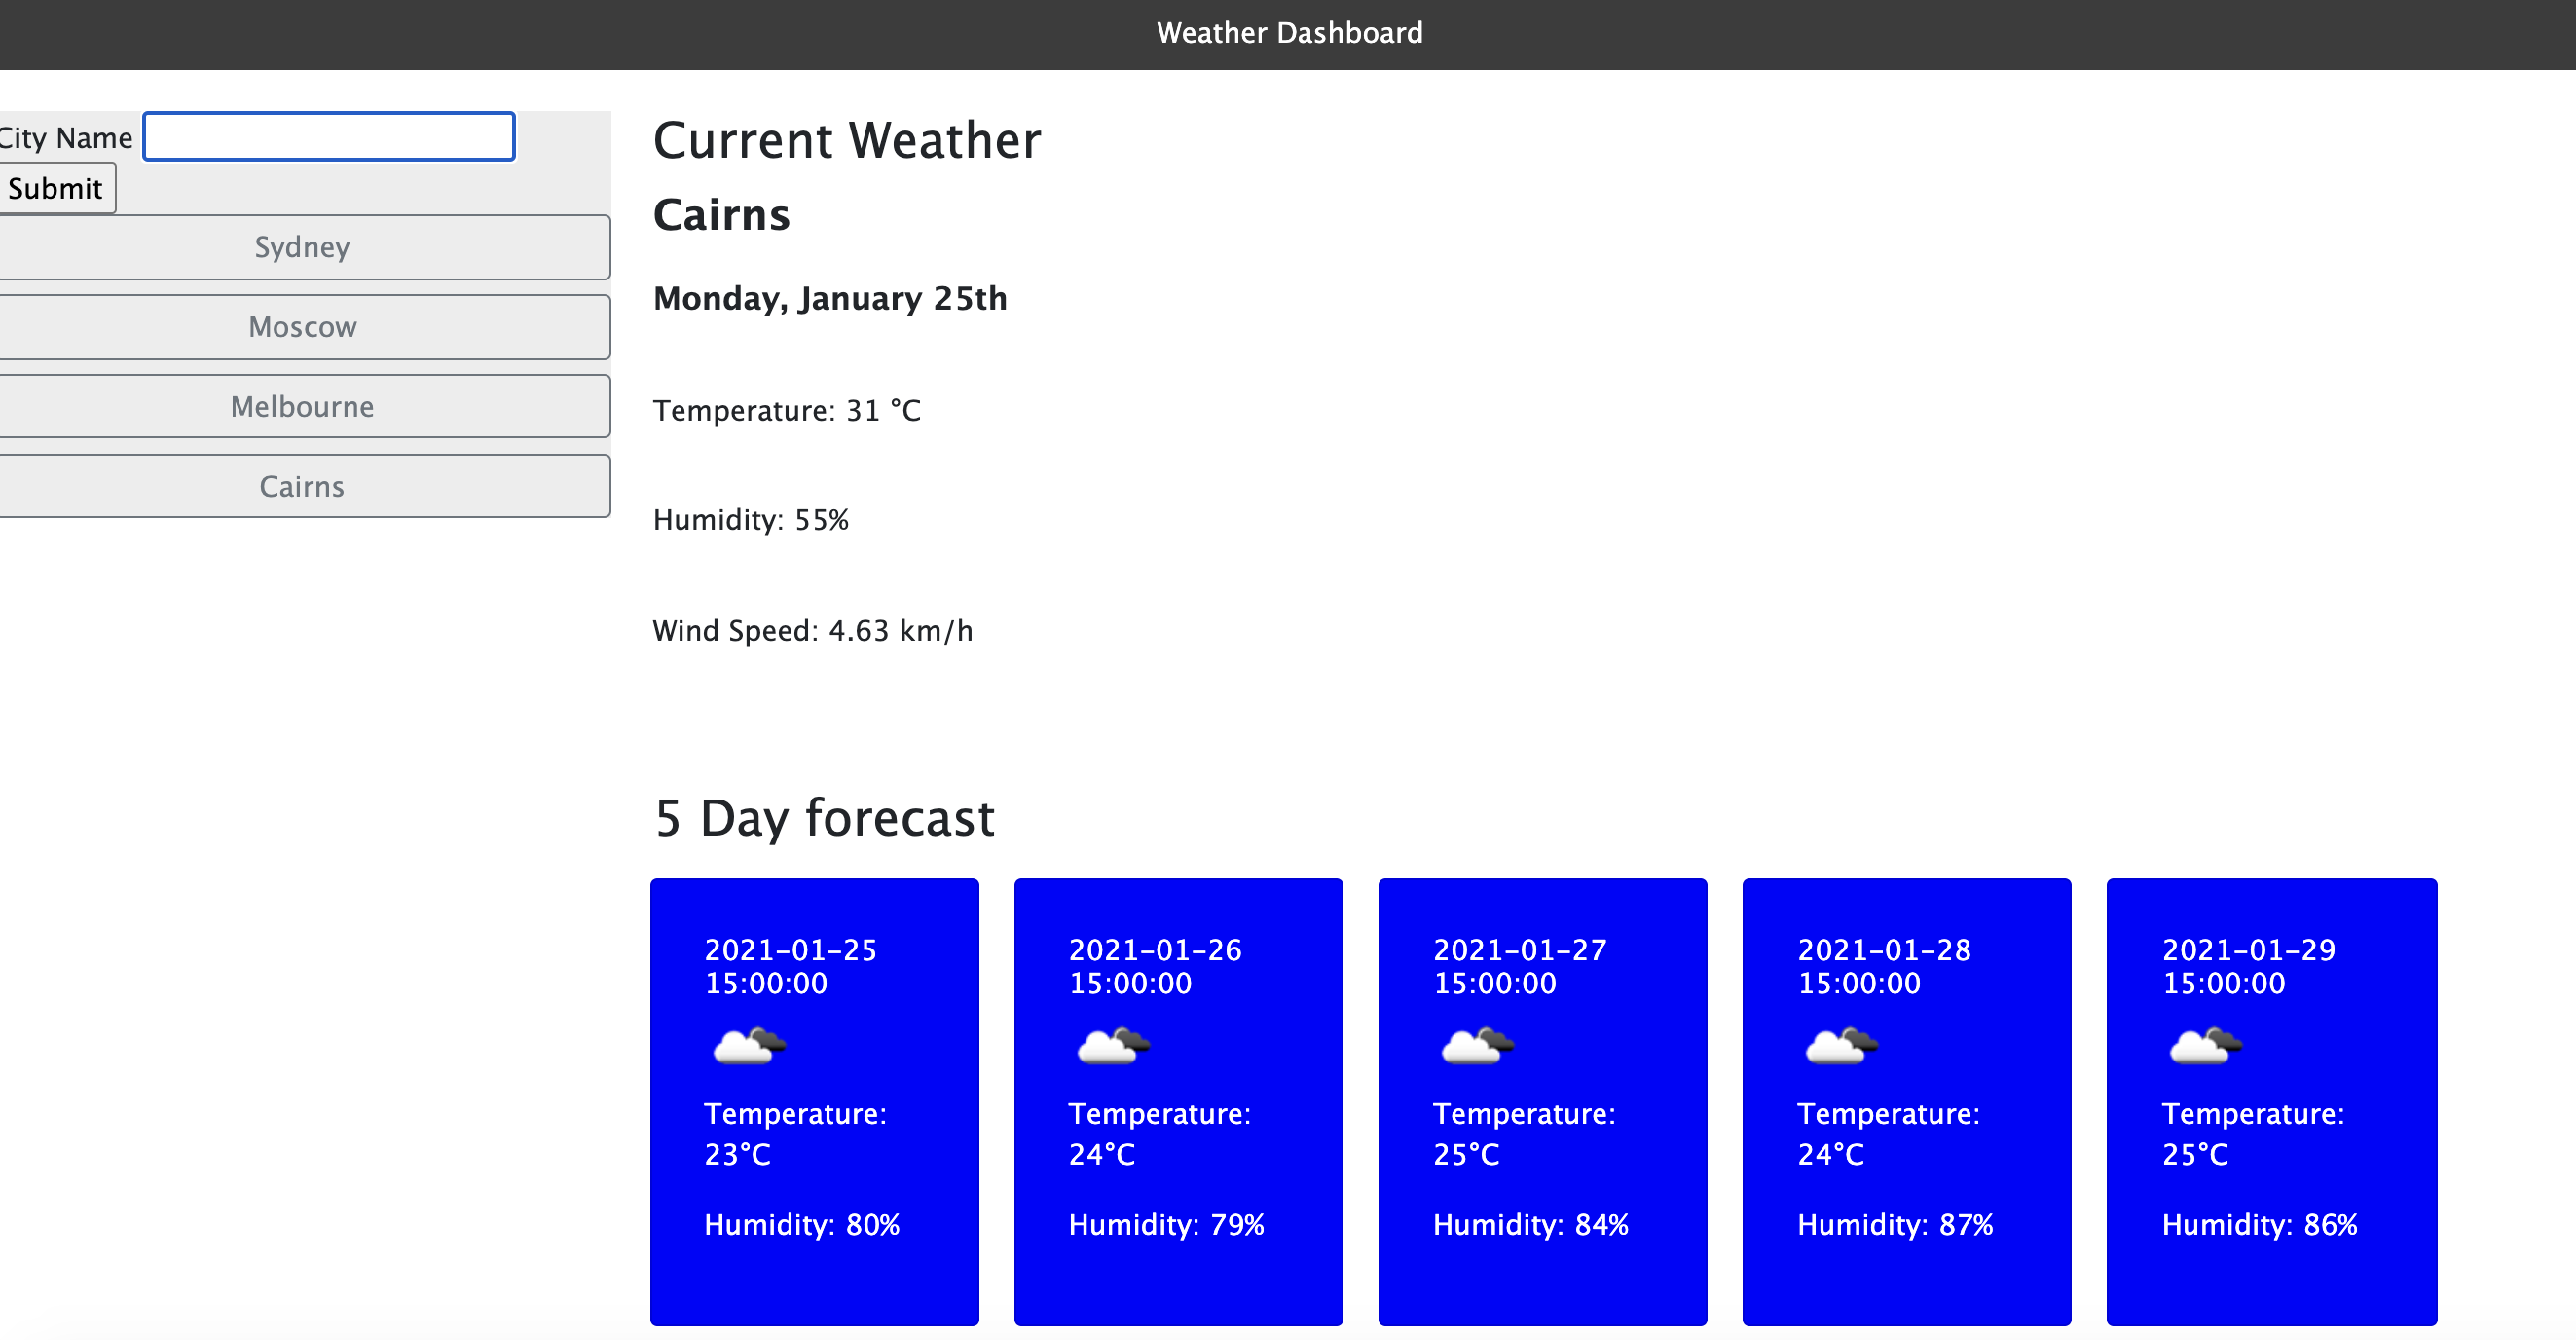 Weather Dashboard
City Name
Submit
Sydney
Moscow
Melbourne
Cairns
Current Weather
Cairns
Monday, January 25th
Temperature: 31 °C
Humidity: 55%
Wind Speed: 4.63 km/h
5 Day forecast
2021-01-25
15:00:00
Temperature:
23°C
Humidity: 80%
2021-01-26
15:00:00
Temperature:
24°C
Humidity: 79%
2021-01-27
15:00:00
Temperature:
25°C
Humidity: 84%
2021-01-28
15:00:00
Temperature:
24°C
Humidity: 87%
2021-01-29
15:00:00
Temperature:
25°C
Humidity: 86%